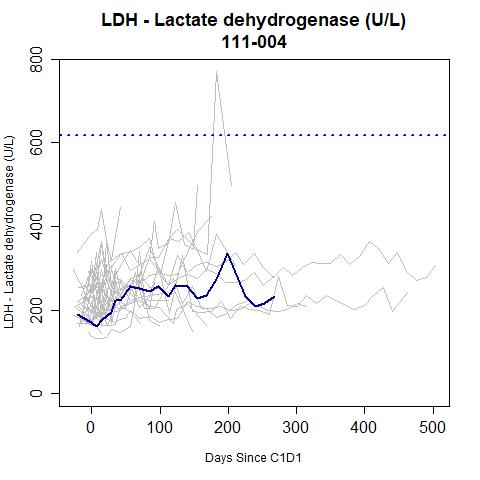 LDH - Lactate dehydrogenase (U/L)
111-004
800
600
400
200
0
LDH - Lactate dehydrogenase (U/L)
0 100 200 300 400 500
Days Since C1D1